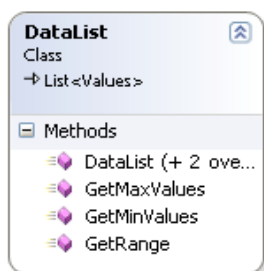 DataList
Class
List<Values>
Methods
DataList (+ 2 ove...
GetMaxValues
GetMinValues
GetRange